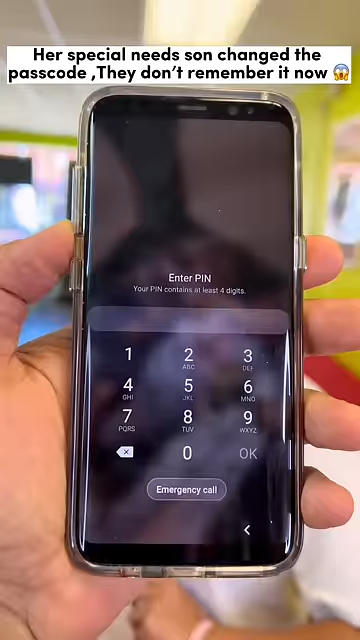 Her special needs son changed the
passcode ,They don't remember it now 😱
Enter PIN
Your PIN contains at least 4 digits.
1 2 ABC 3 DEF
4 GHI 5 JKL 6 MNO
7 PQRS 8 TUV 9 WXYZ
0 OK
Emergency call